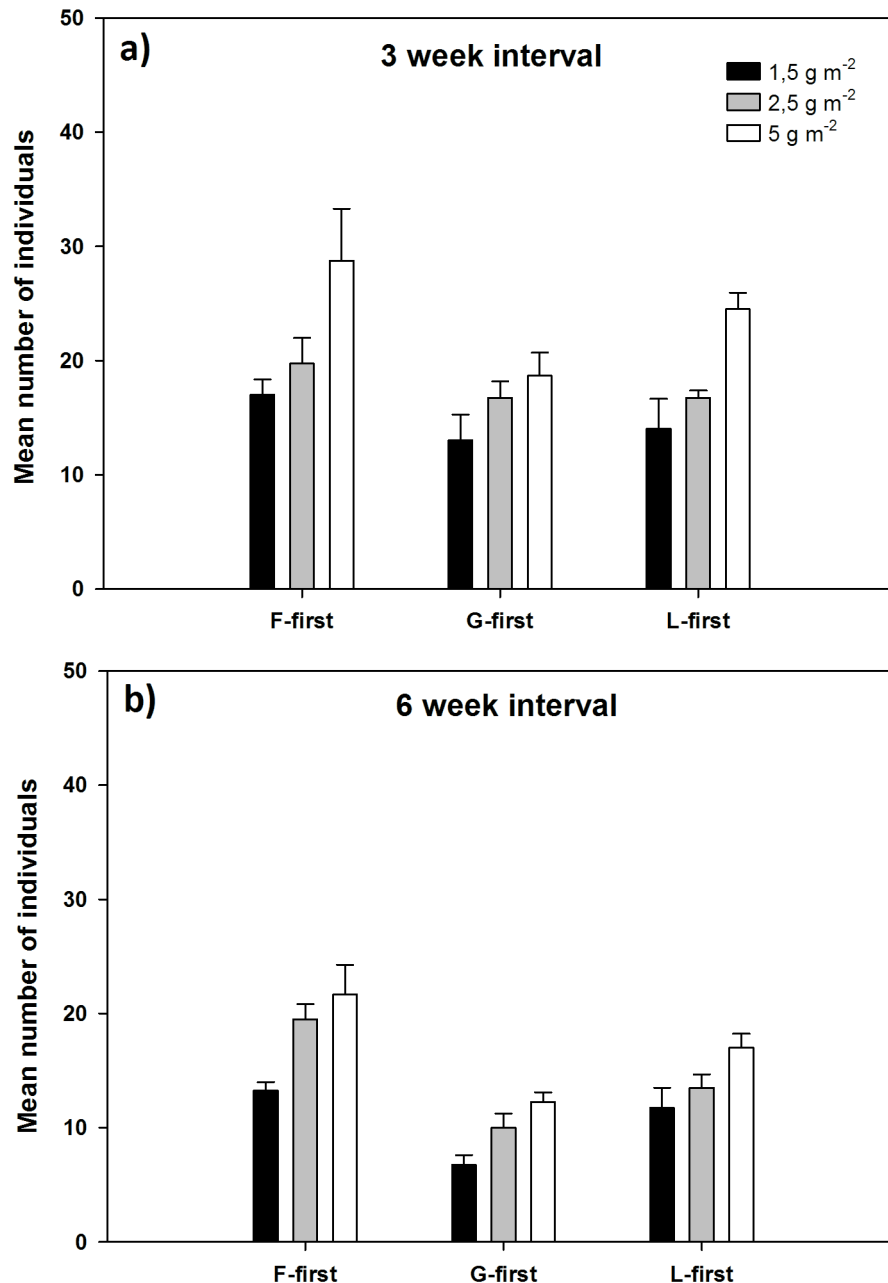 a)
3 week interval
1,5 g m⁻²
2,5 g m⁻²
5 g m⁻²
Mean number of individuals
50
40
30
20
10
0
F-first G-first L-first
b)
6 week interval
Mean number of individuals
50
40
30
20
10
0
F-first G-first L-first